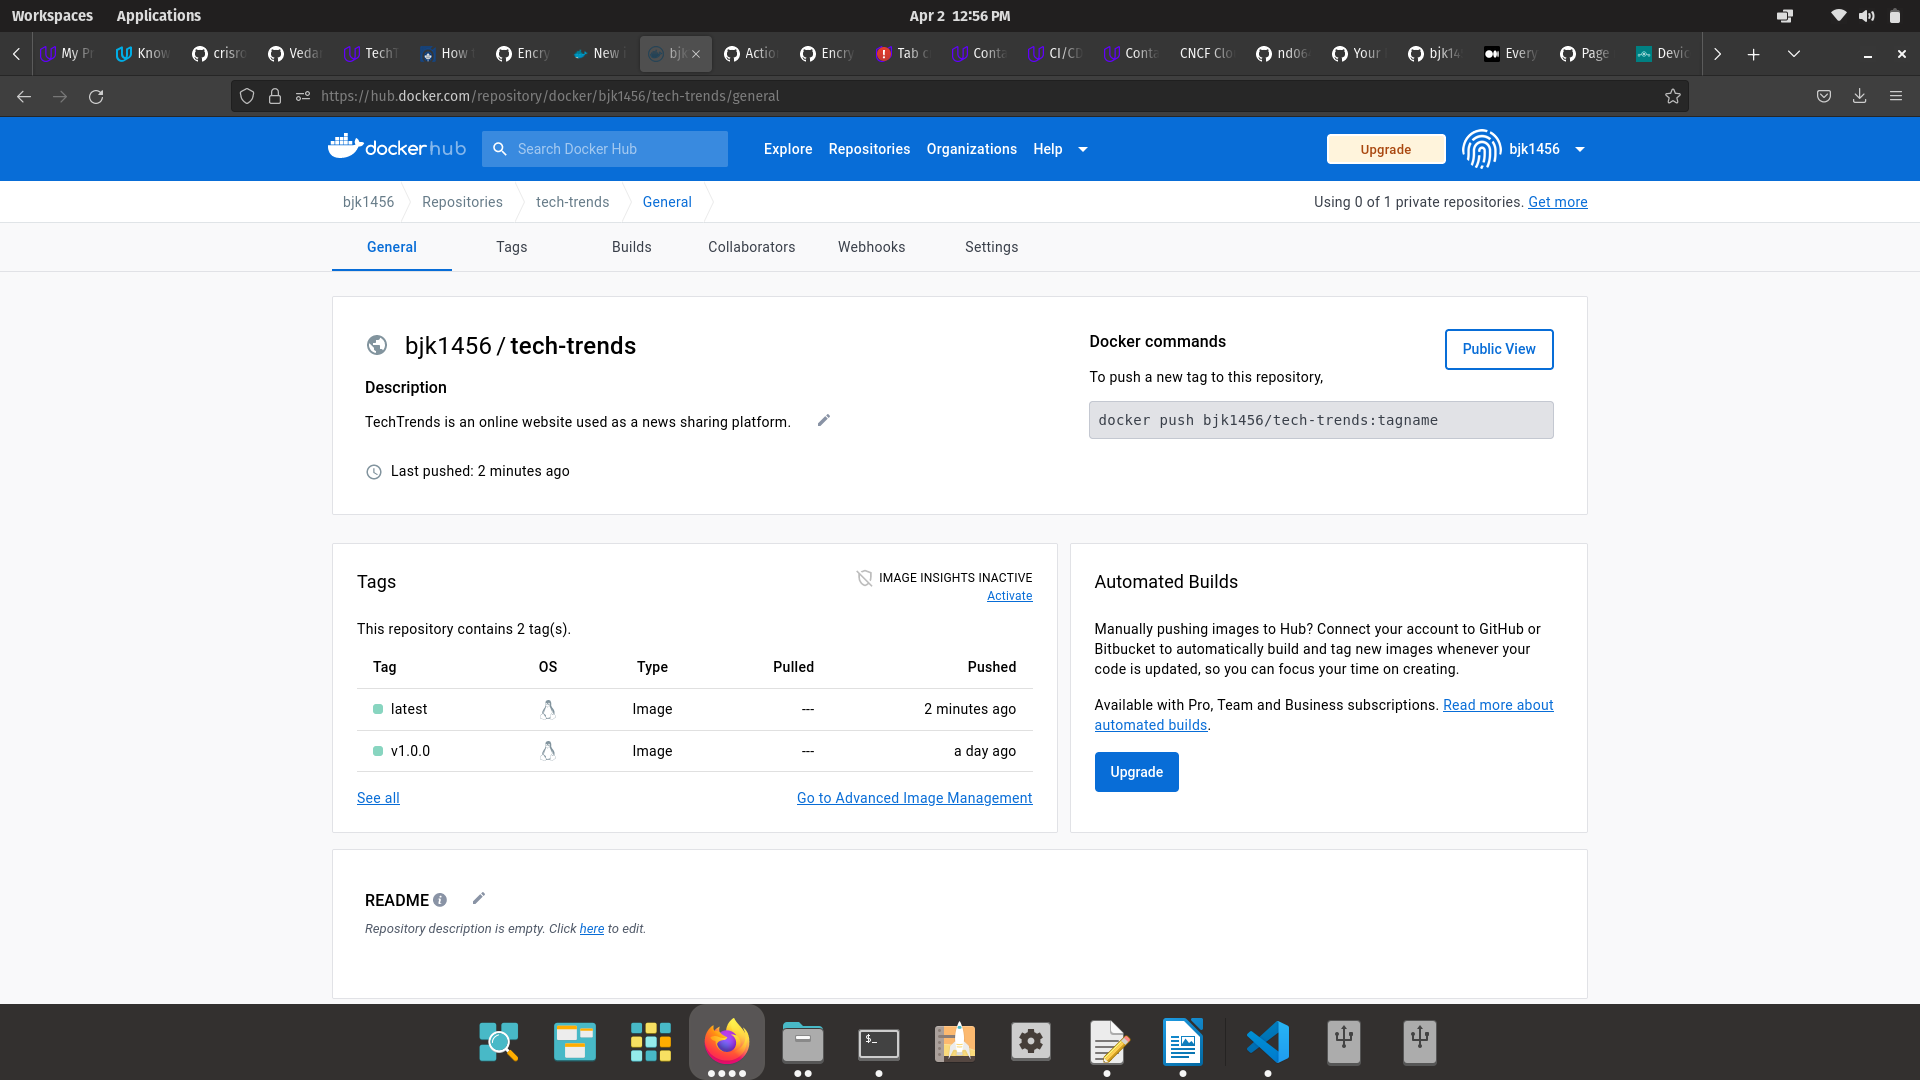 Workspaces Applications Apr 2 12:56 PM
My Pr Know crisro Vedar TechT How t Encry New i bjk Actio Encry Tab c Conta CI/CD Conta CNCF Clo nd064 Your bjk14 Every Page Devic
https://hub.docker.com/repository/docker/bjk1456/tech-trends/general
docker hub Search Docker Hub Explore Repositories Organizations Help Upgrade bjk1456
bjk1456 Repositories tech-trends General Using 0 of 1 private repositories. Get more
General Tags Builds Collaborators Webhooks Settings
bjk1456 / tech-trends
Description
TechTrends is an online website used as a news sharing platform.
Last pushed: 2 minutes ago
Docker commands
Public View
To push a new tag to this repository,
docker push bjk1456/tech-trends:tagname
Tags
IMAGE INSIGHTS INACTIVE
Activate
This repository contains 2 tag(s).
Tag OS Type Pulled Pushed
latest Image --- 2 minutes ago
v1.0.0 Image --- a day ago
See all Go to Advanced Image Management
Automated Builds
Manually pushing images to Hub? Connect your account to GitHub or
Bitbucket to automatically build and tag new images whenever your
code is updated, so you can focus your time on creating.
Available with Pro, Team and Business subscriptions. Read more about
automated builds.
Upgrade
README
Repository description is empty. Click here to edit.
$_